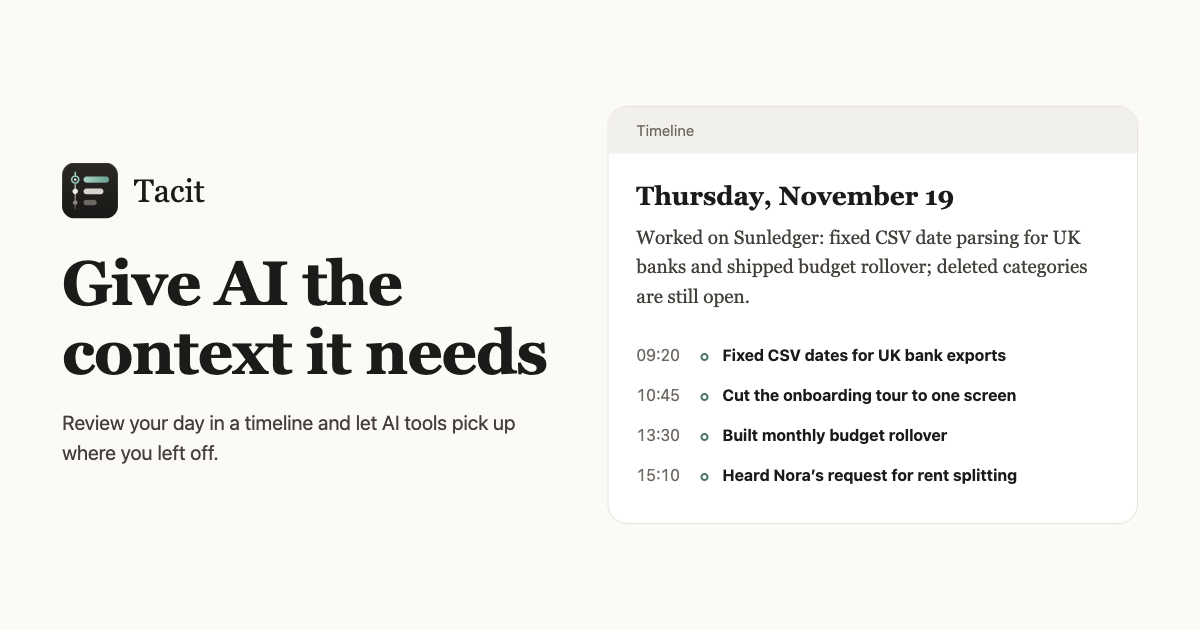 Tacit
Give AI the
context it needs
Review your day in a timeline and let AI tools pick up
where you left off.
Timeline
Thursday, November 19
Worked on Sunledger: fixed CSV date parsing for UK
banks and shipped budget rollover; deleted categories
are still open.
09:20 Fixed CSV dates for UK bank exports
10:45 Cut the onboarding tour to one screen
13:30 Built monthly budget rollover
15:10 Heard Nora’s request for rent splitting